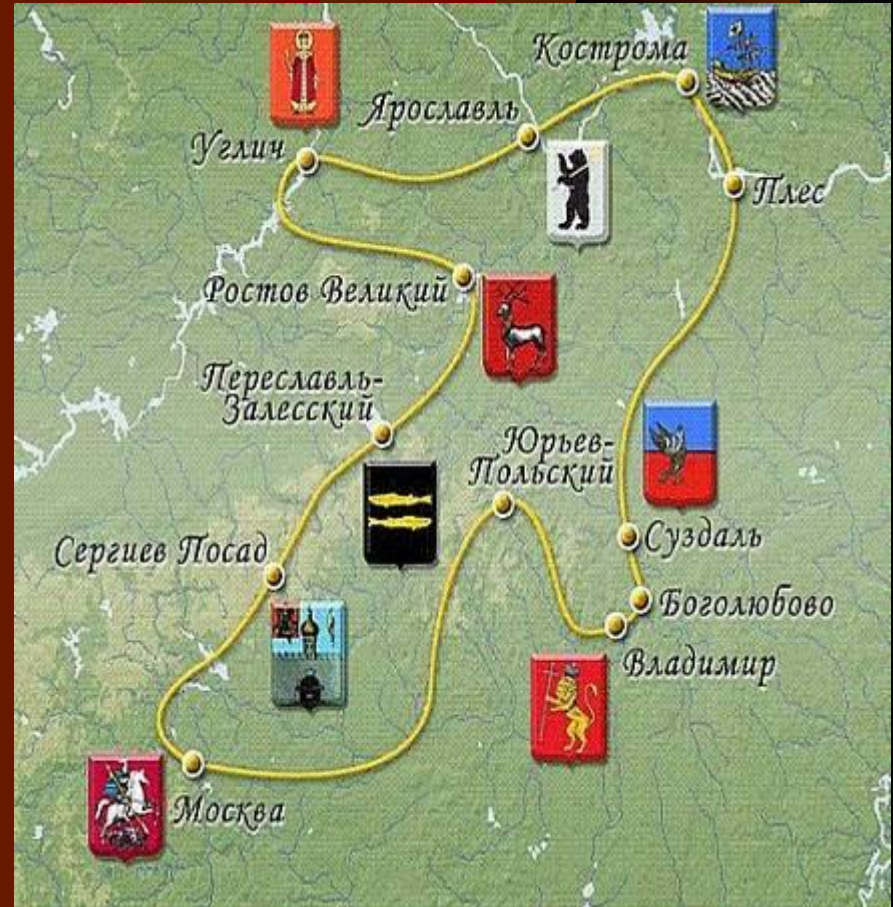 Кострома
Ярославль
Углич
Плес
Ростов Великий
Переславль-
Залесский
Юрьев-
Польский
Суздаль
Сергиев Посад
Боголюбово
Владимир
Москва